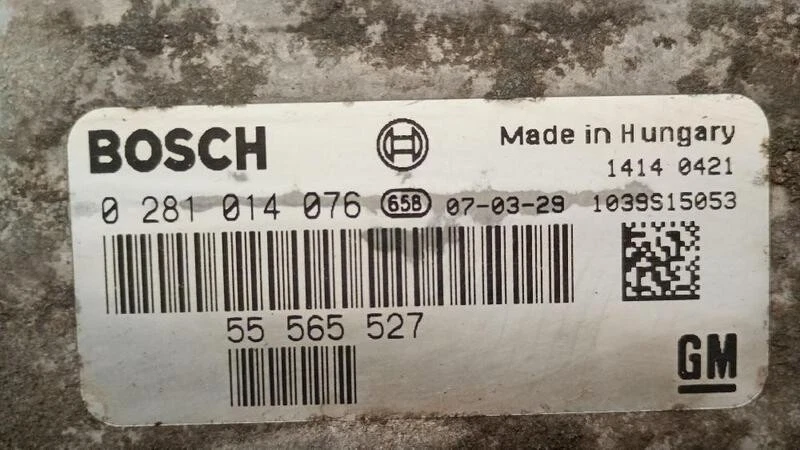 BOSCH
Made in Hungary
1414 0421
0 281 014 076 658 07-03-29 1039S15053
55 565 527
GM